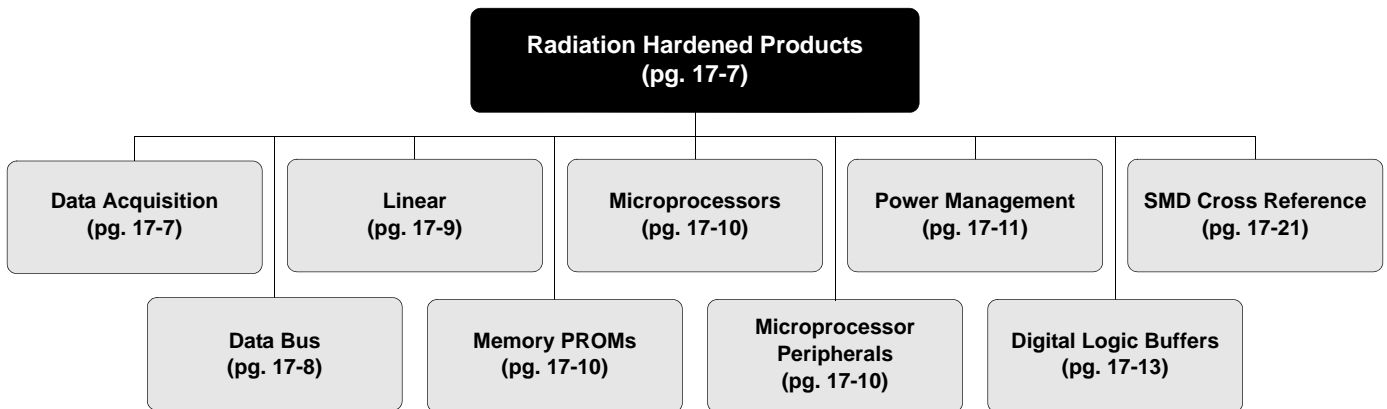 Radiation Hardened Products
(pg. 17-7)
Data Acquisition
(pg. 17-7)
Linear
(pg. 17-9)
Microprocessors
(pg. 17-10)
Power Management
(pg. 17-11)
SMD Cross Reference
(pg. 17-21)
Data Bus
(pg. 17-8)
Memory PROMs
(pg. 17-10)
Microprocessor
Peripherals
(pg. 17-10)
Digital Logic Buffers
(pg. 17-13)